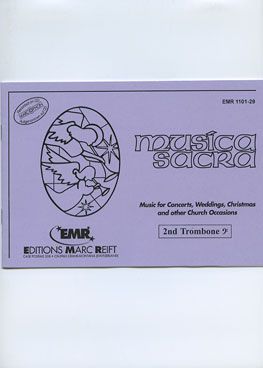 EMR 1101-29
musica
sacra
Music for Concerts, Weddings, Christmas
and other Church Occasions
2nd Trombone
EMR
EDITIONS MARC REIFT